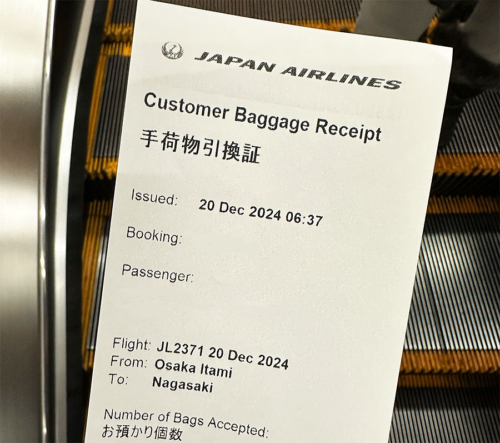 JAPAN AIRLINES
Customer Baggage Receipt
手荷物引換証
Issued: 20 Dec 2024 06:37
Booking:
Passenger:
Flight: JL2371 20 Dec 2024
From: Osaka Itami
To: Nagasaki
Number of Bags Accepted:
お預かり個数